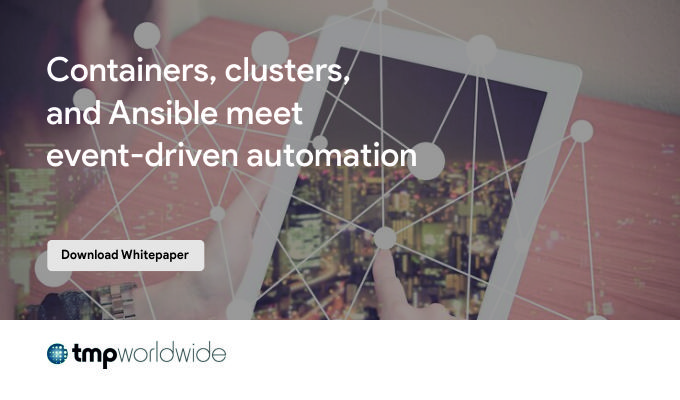 Containers, clusters,
and Ansible meet
event-driven automation
Download Whitepaper
tmpworldwide